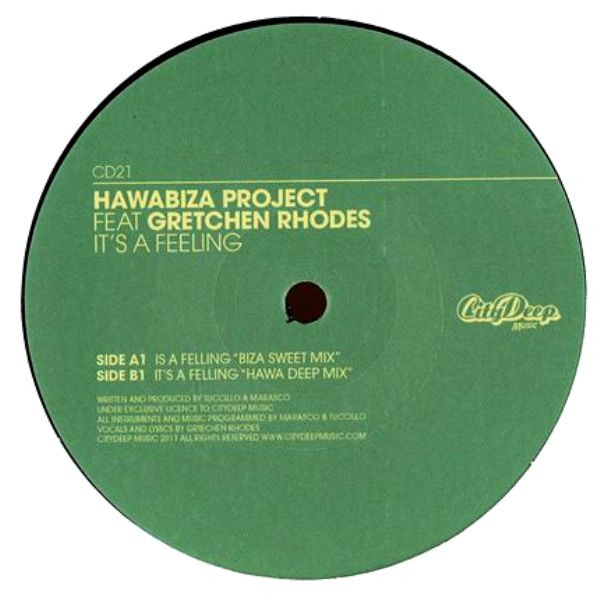 CD21
HAWABIZA PROJECT
FEAT GRETCHEN RHODES
IT'S A FEELING
CityDeep
Music
SIDE A1 IS A FELLING "BIZA SWEET MIX"
SIDE B1 IT'S A FELLING "HAWA DEEP MIX"
WRITTEN AND PRODUCED BY TUCCILLO & MARASCO
UNDER EXCLUSIVE LICENCE TO CITYDEEP MUSIC
ALL INSTRUMENTS AND MUSIC PROGRAMMED BY MARASCO & TUCCILLO
VOCALS AND LYRICS BY GRETECHEN RHODES
CITYDEEP MUSIC 2011 ALL RIGHTS RESERVED WWW.CITYDEEPMUSIC.COM